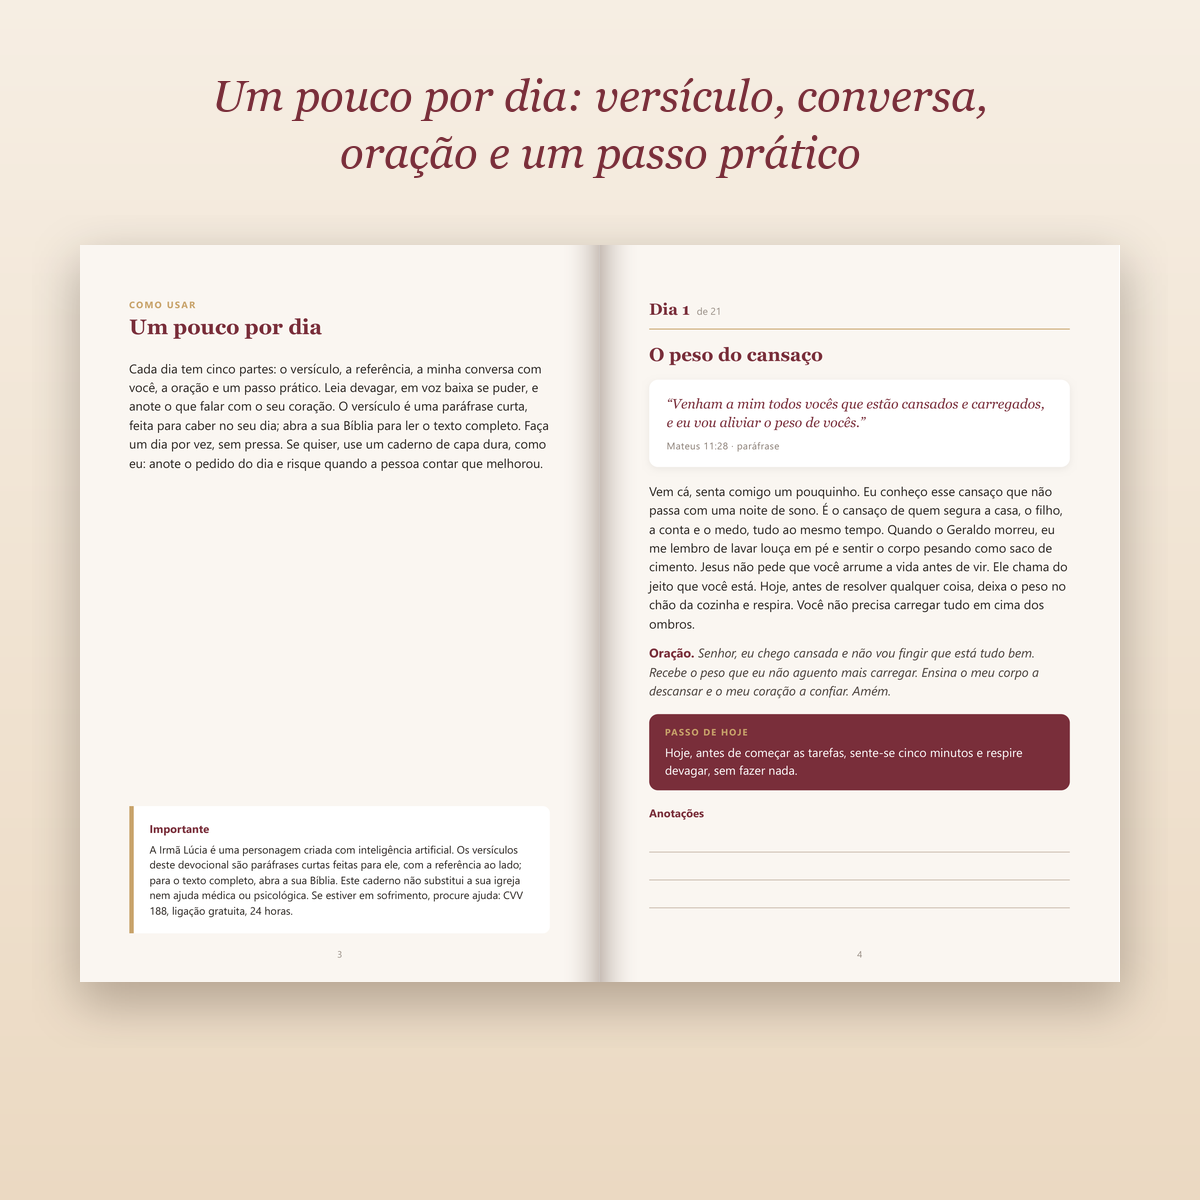 Um pouco por dia: versículo, conversa,
oração e um passo prático
COMO USAR
Um pouco por dia
Cada dia tem cinco partes: o versículo, a referência, a minha conversa com
você, a oração e um passo prático. Leia devagar, em voz baixa se puder, e
anote o que falar com o seu coração. O versículo é uma paráfrase curta,
feita para caber no seu dia; abra a sua Bíblia para ler o texto completo. Faça
um dia por vez, sem pressa. Se quiser, use um caderno de capa dura, como
eu: anote o pedido do dia e risque quando a pessoa contar que melhorou.
Importante
A Irmã Lúcia é uma personagem criada com inteligência artificial. Os versículos
deste devocional são paráfrases curtas feitas para ele, com a referência ao lado;
para o texto completo, abra a sua Bíblia. Este caderno não substitui a sua igreja
nem ajuda médica ou psicológica. Se estiver em sofrimento, procure ajuda: CVV
188, ligação gratuita, 24 horas.
3
Dia 1 de 21
O peso do cansaço
“Venham a mim todos vocês que estão cansados e carregados,
e eu vou aliviar o peso de vocês.”
Mateus 11:28 · paráfrase
Vem cá, senta comigo um pouquinho. Eu conheço esse cansaço que não
passa com uma noite de sono. É o cansaço de quem segura a casa, o filho,
a conta e o medo, tudo ao mesmo tempo. Quando o Geraldo morreu, eu
me lembro de lavar louça em pé e sentir o corpo pesando como saco de
cimento. Jesus não pede que você arrume a vida antes de vir. Ele chama do
jeito que você está. Hoje, antes de resolver qualquer coisa, deixa o peso no
chão da cozinha e respira. Você não precisa carregar tudo em cima dos
ombros.
Oração. Senhor, eu chego cansada e não vou fingir que está tudo bem.
Recebe o peso que eu não aguento mais carregar. Ensina o meu corpo a
descansar e o meu coração a confiar. Amém.
PASSO DE HOJE
Hoje, antes de começar as tarefas, sente-se cinco minutos e respire
devagar, sem fazer nada.
Anotações
4